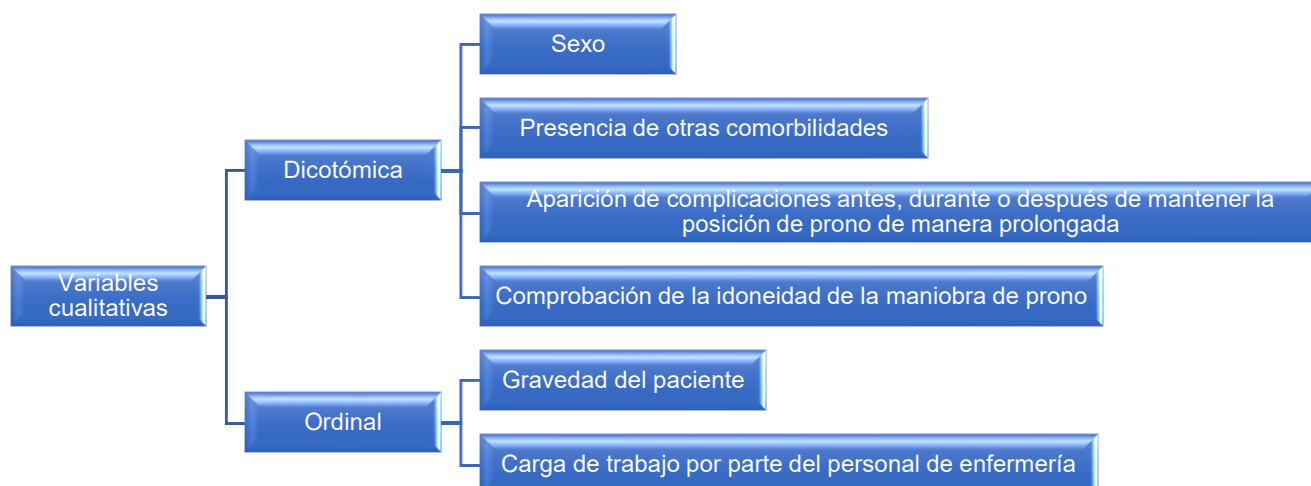 Variables
cualitativas
Dicotómica
Sexo
Presencia de otras comorbilidades
Aparición de complicaciones antes, durante o después de mantener la
posición de prono de manera prolongada
Comprobación de la idoneidad de la maniobra de prono
Ordinal
Gravedad del paciente
Carga de trabajo por parte del personal de enfermería